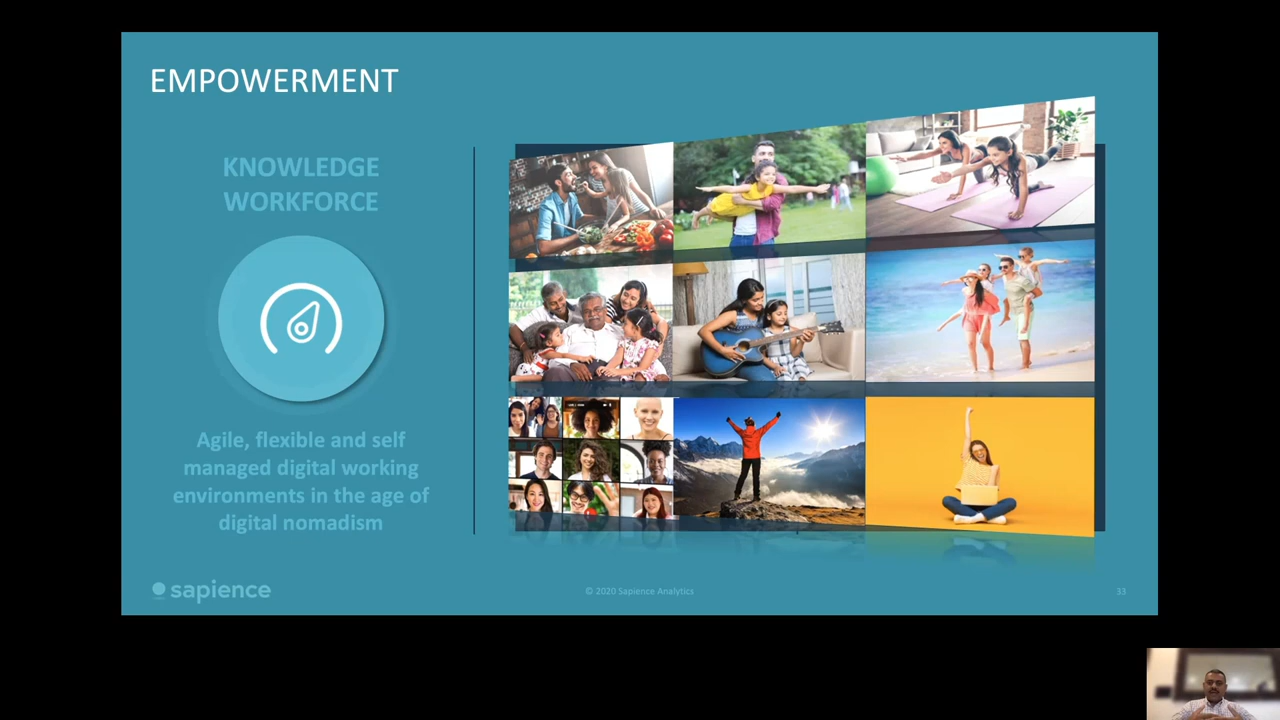 EMPOWERMENT
KNOWLEDGE
WORKFORCE
Agile, flexible and self
managed digital working
environments in the age of
digital nomadism
sapience
© 2020 Sapience Analytics
33